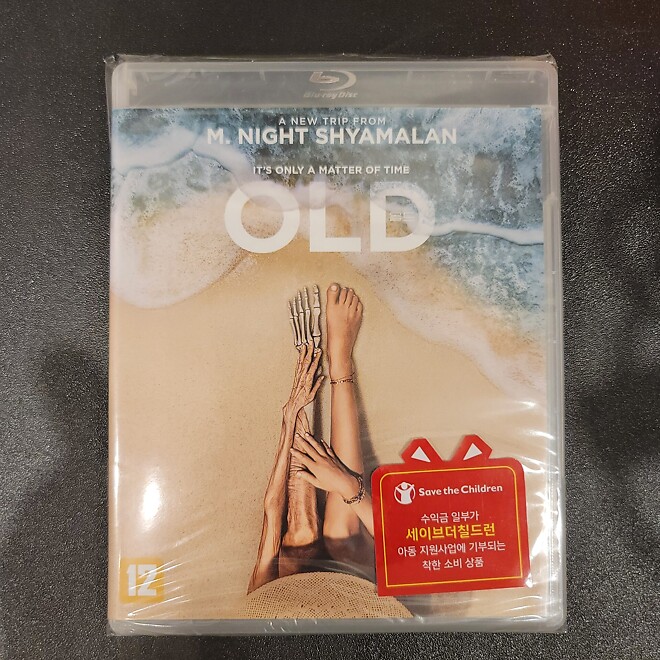 Blu-ray Disc
A NEW TRIP FROM
M. NIGHT SHYAMALAN
IT'S ONLY A MATTER OF TIME
OLD
Save the Children
수익금 일부가
세이브더칠드런
아동 지원사업에 기부되는
착한 소비 상품
12